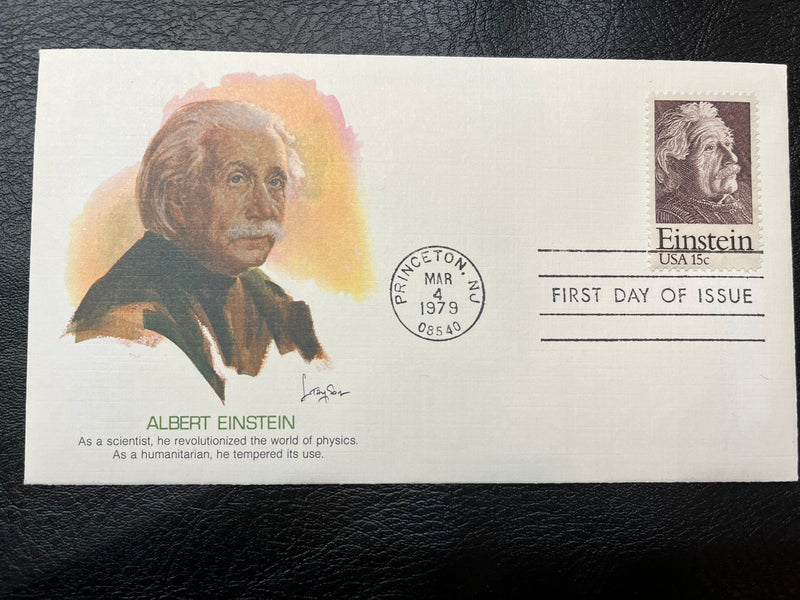 Einstein
USA 15c
PRINCETON, NJ
MAR
4
1979
08540
FIRST DAY OF ISSUE
ALBERT EINSTEIN
As a scientist, he revolutionized the world of physics.
As a humanitarian, he tempered its use.